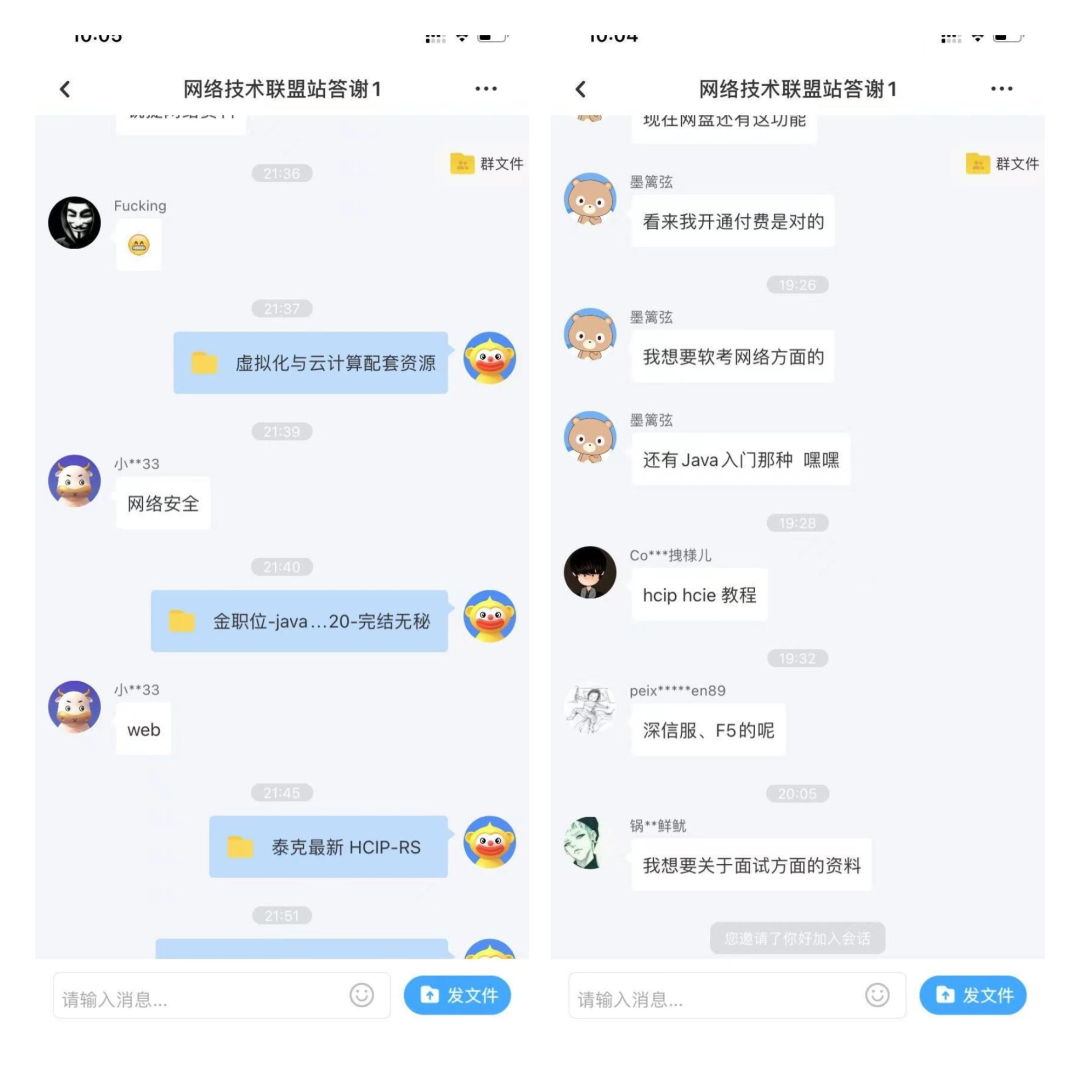 10:05
网络技术联盟站答谢1
群文件
21:36
Fucking
21:37
虚拟化与云计算配套资源
21:39
小**33
网络安全
21:40
金职位-java...20-完结无秘
小**33
web
21:45
泰克最新 HCIP-RS
21:51
请输入消息...
发文件
10:04
网络技术联盟站答谢1
现在网盘还有这功能
群文件
墨篱弦
看来我开通付费是对的
19:26
墨篱弦
我想要软考网络方面的
墨篱弦
还有Java入门那种 嘿嘿
19:28
Co***拽様儿
hcip hcie 教程
19:32
peix*****en89
深信服、F5的呢
20:05
锅**鲜鱿
我想要关于面试方面的资料
您邀请了你好加入会话
请输入消息...
发文件